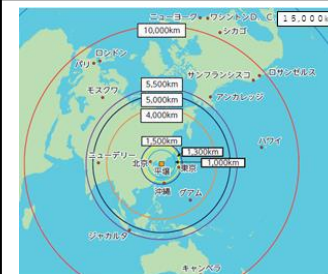 ニューヨーク
ワシントンD．C
15,000k
シカゴ
10,000km
ロンドン
パリ
サンフランシスコ
ロサンゼルス
モスクワ
5,500km
アンカレッジ
5,000km
4,000km
ハワイ
1,500km
1,300km
ニューデリー
北京
1,000km
平壌
東京
沖縄
グアム
ジャカルタ
キャンベラ